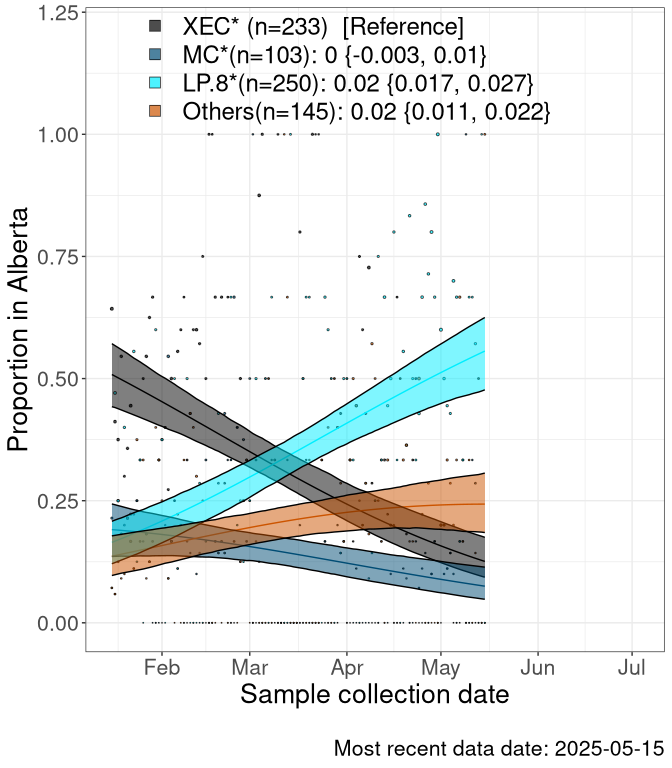 XEC* (n=233)  [Reference]
MC*(n=103): 0 {-0.003, 0.01}
LP.8*(n=250): 0.02 {0.017, 0.027}
Others(n=145): 0.02 {0.011, 0.022}
1.25
1.00
0.75
0.50
0.25
0.00
Proportion in Alberta
Feb Mar Apr May Jun Jul
Sample collection date
Most recent data date: 2025-05-15